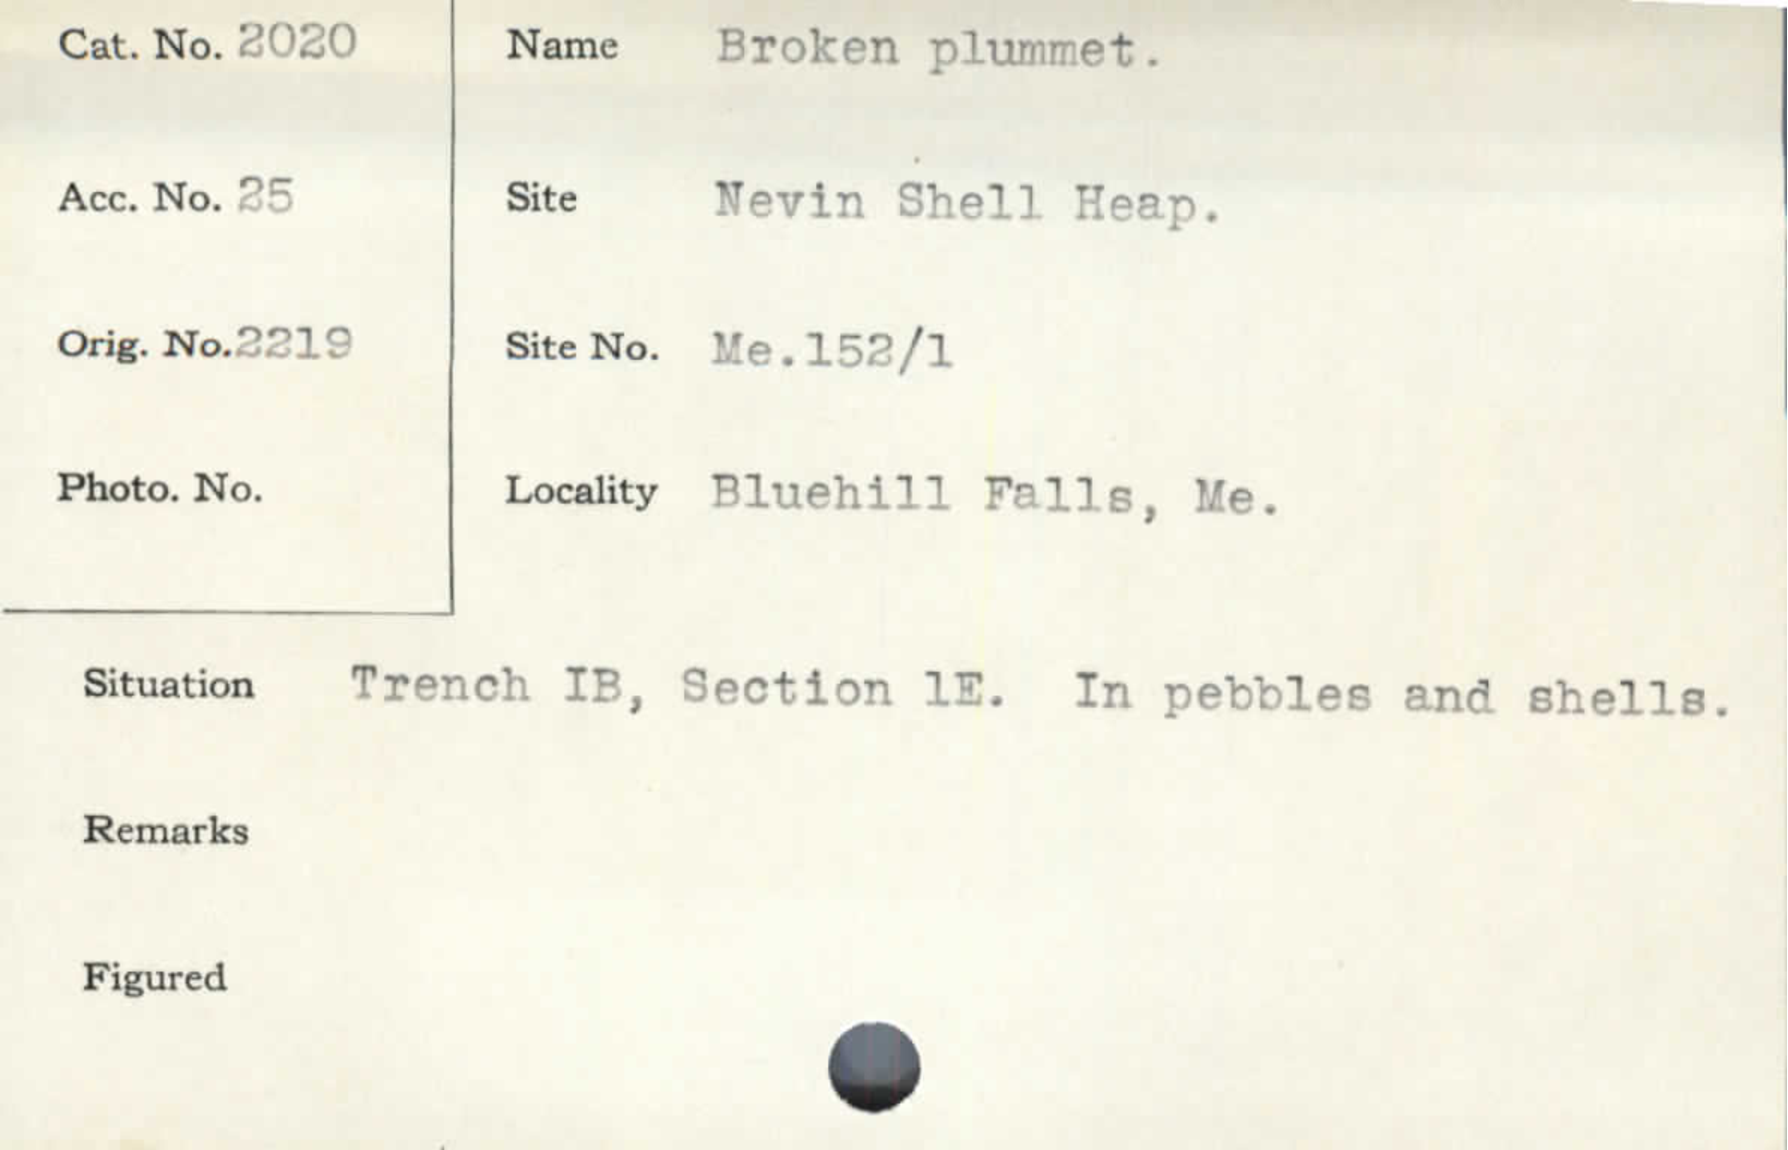 Cat. No. 2020
Name Broken plummet.
Acc. No. 25
Site Nevin Shell Heap.
Orig. No. 2219
Site No. Me.152/1
Photo. No.
Locality Bluehill Falls, Me.
Situation Trench IB, Section 1E. In pebbles and shells.
Remarks
Figured